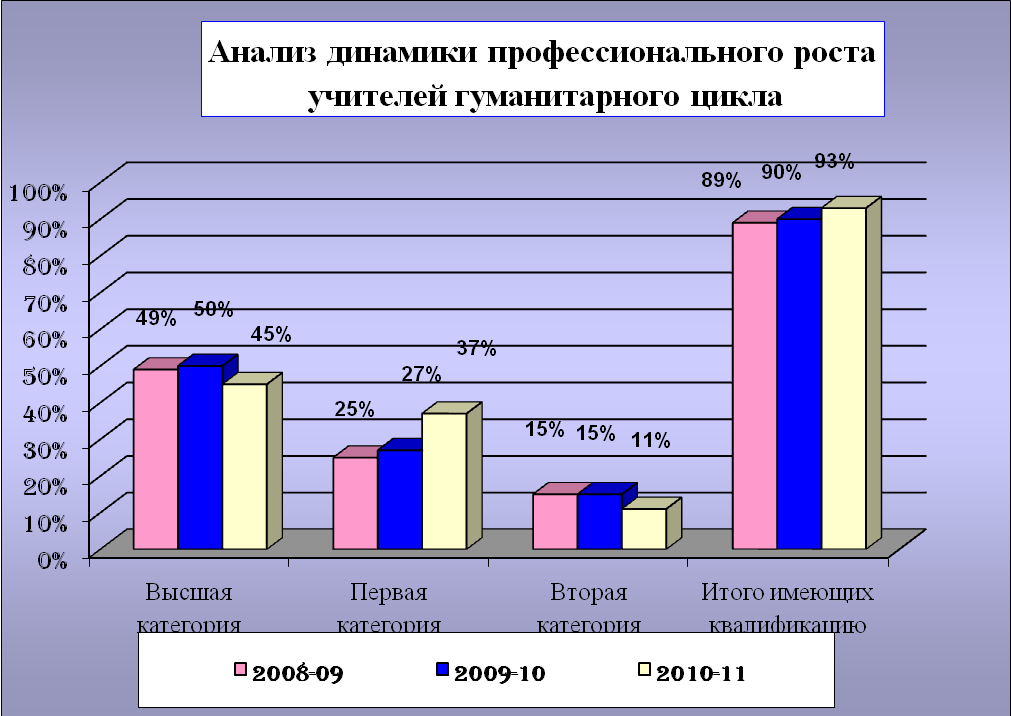 Анализ динамики профессионального роста
учителей гуманитарного цикла
100%
90%
80%
70%
60%
50%
40%
30%
20%
10%
0%
49%
50%
45%
25%
27%
37%
15%
15%
11%
89%
90%
93%
Высшая
категория
Первая
категория
Вторая
категория
Итого имеющих
квалификацию
2008-09
2009-10
2010-11